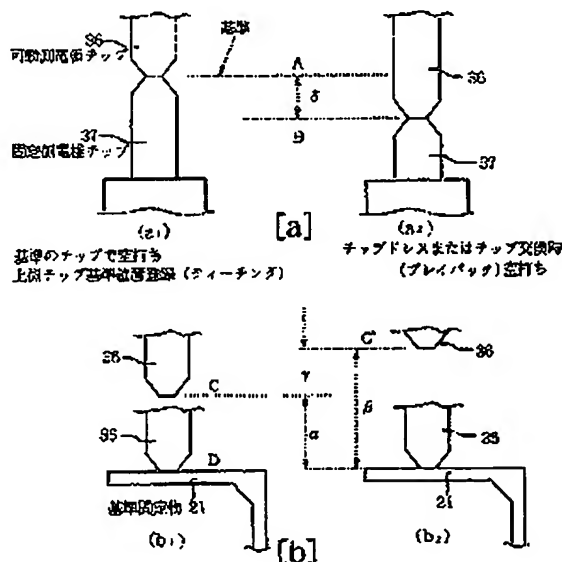 36
可動側電極チップ
基準
A
36
δ
B
37
固定側電極チップ
37
(a1)
[a]
(a2)
基準のチップで空打ち
上側チップ基準位置登録(ティーチング)
チップドレスまたはチップ交換時
(プレイバック)空打ち
C'
36
γ
C
36
α
β
D
基準固定物 21
21
(b1)
[b]
(b2)